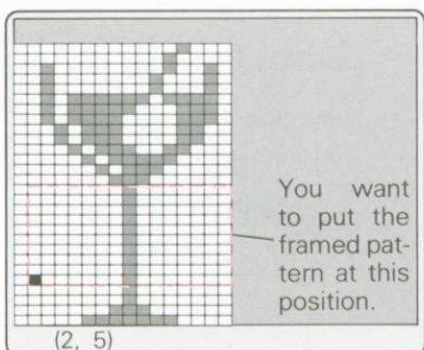 You want
to put the
framed pat-
tern at this
position.
(2, 5)